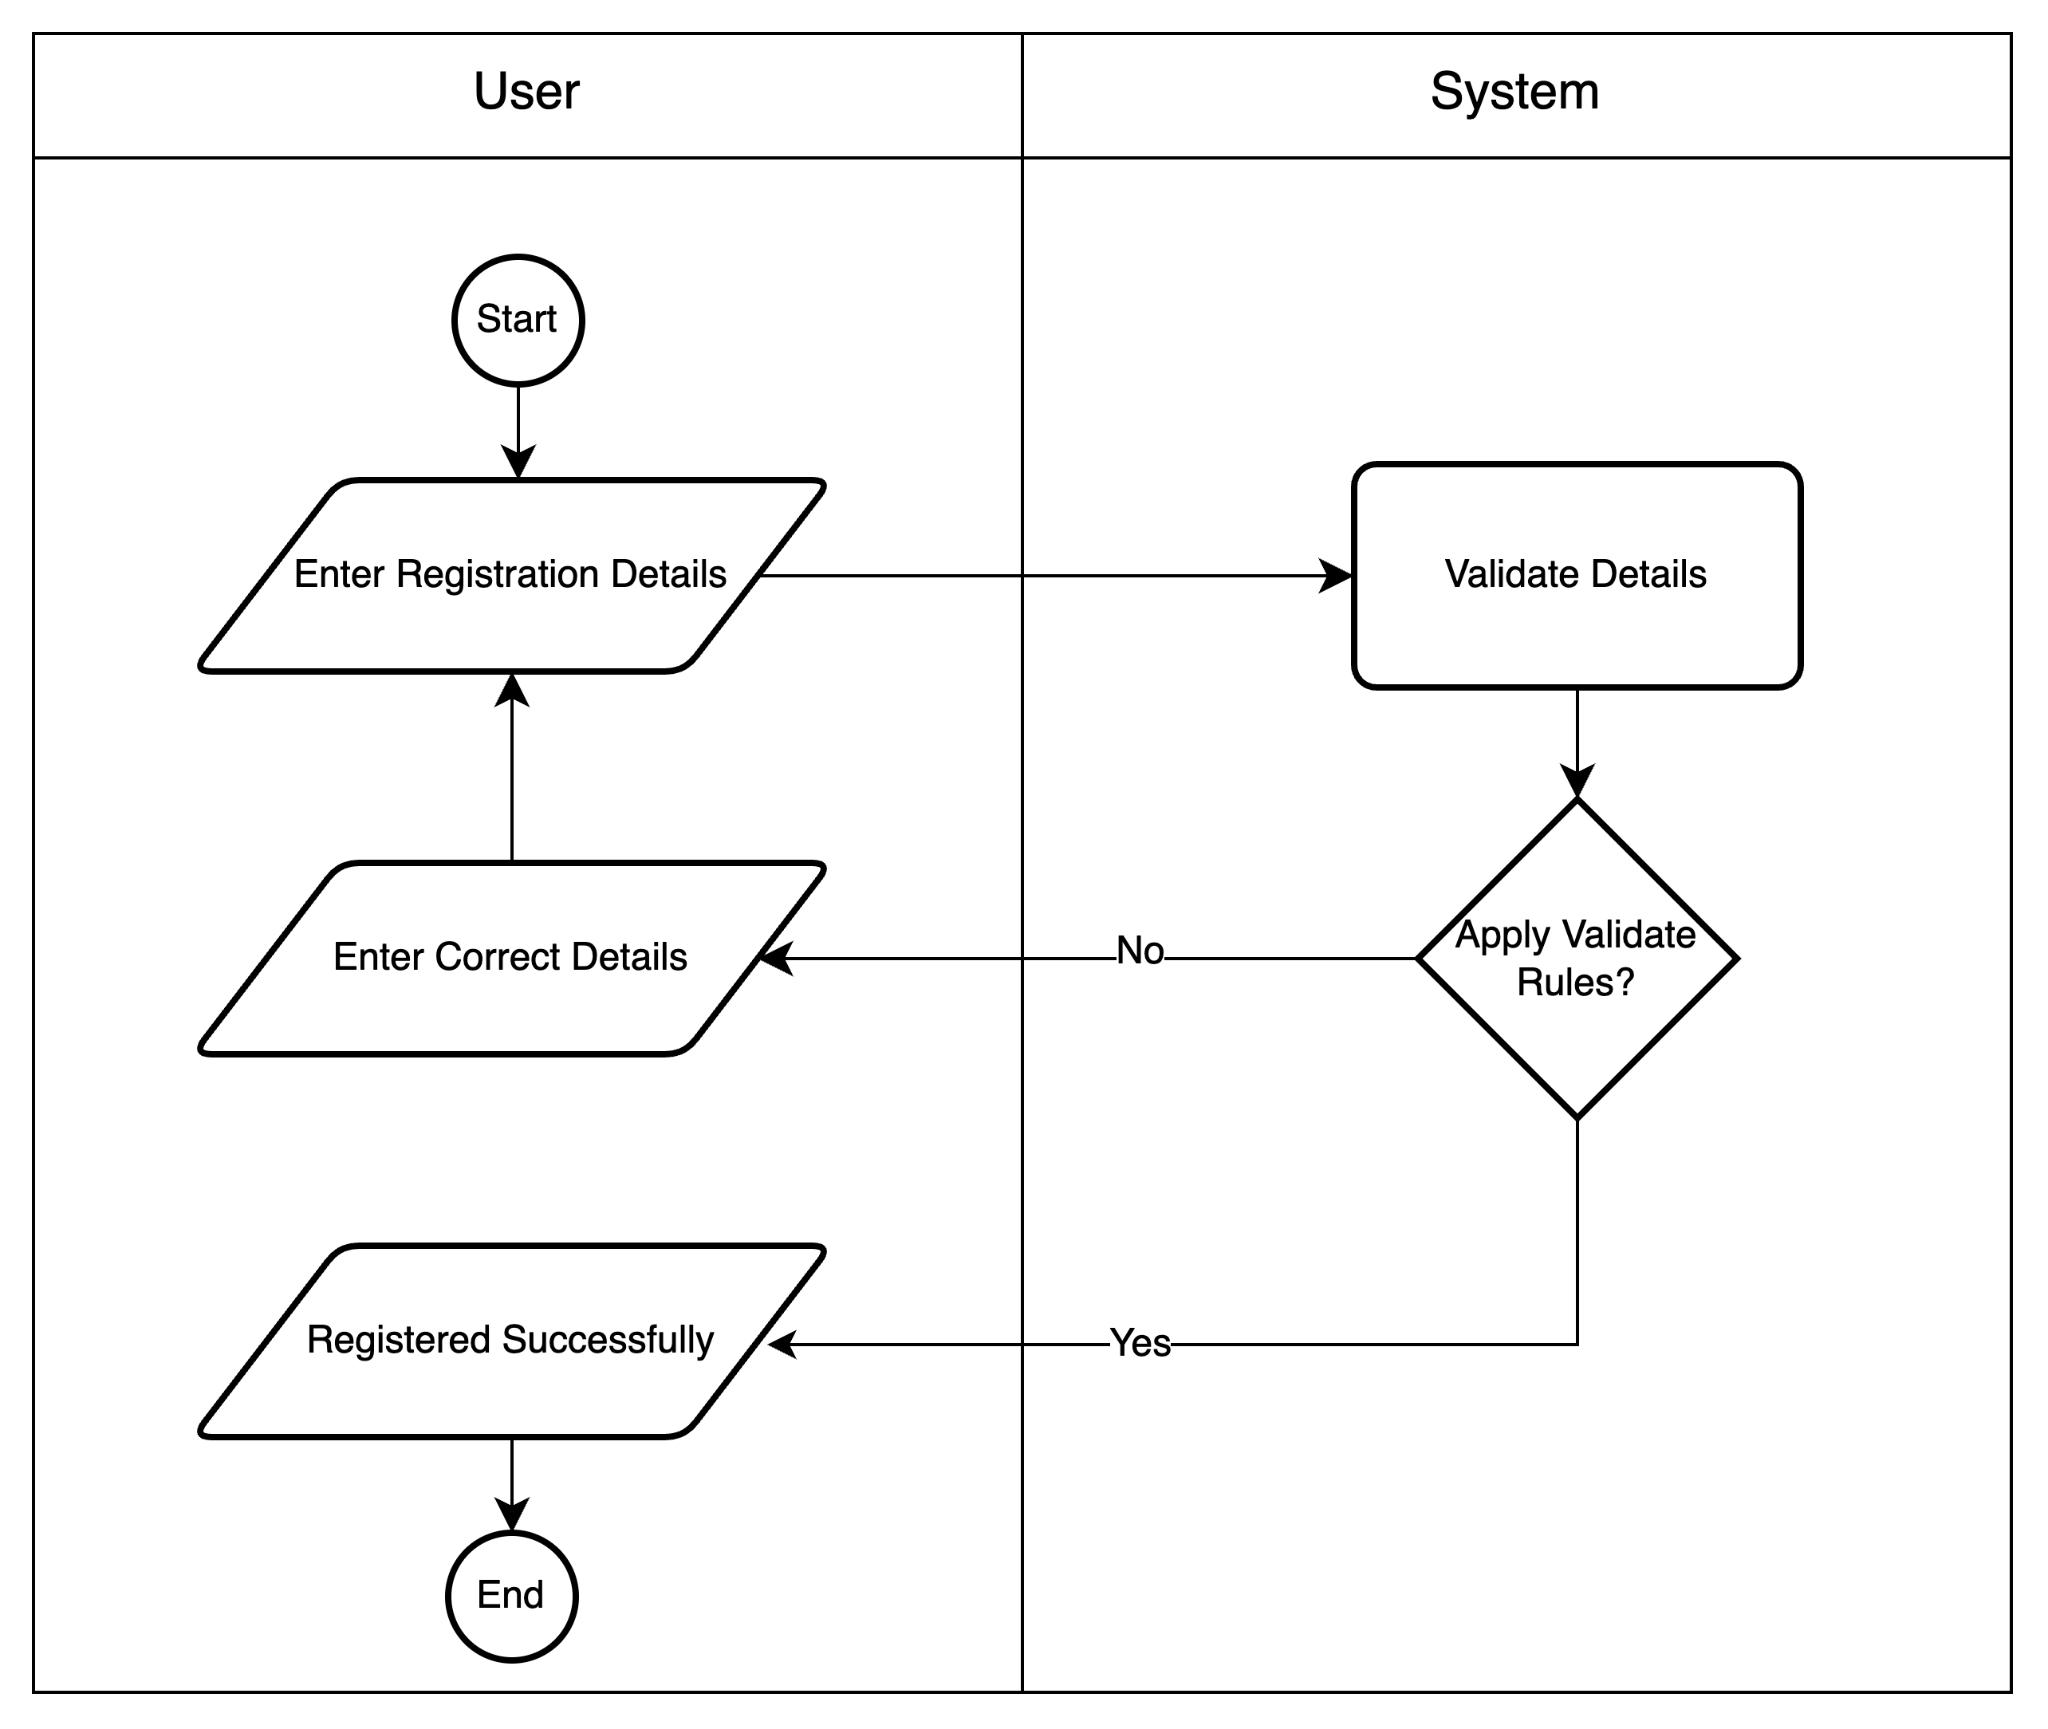 User
System
Start
Enter Registration Details
Validate Details
Enter Correct Details
No
Apply Validate
Rules?
Registered Successfully
Yes
End